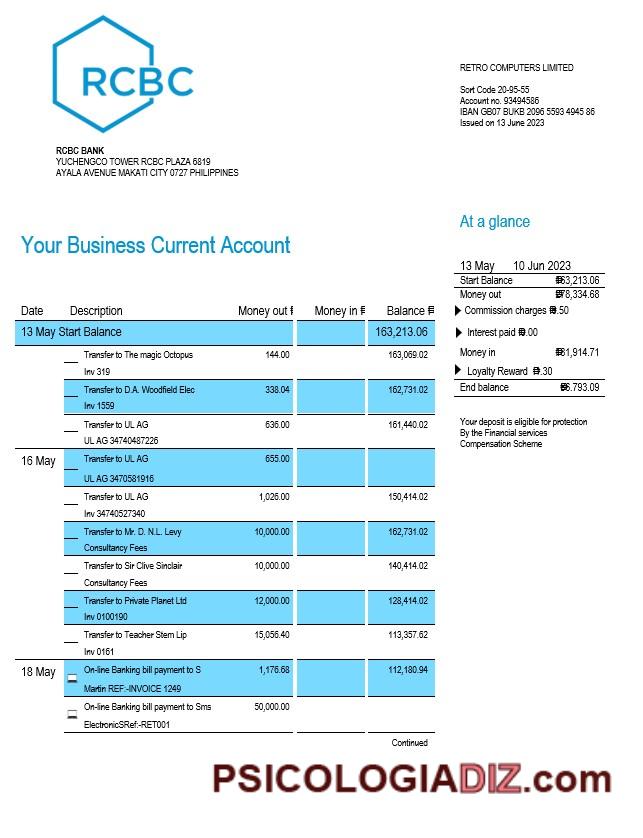 RCBC
RETRO COMPUTERS LIMITED
Sort Code 20-95-55
Account no. 93494586
IBAN GB07 BUKB 2096 5593 4945 86
Issued on 13 June 2023
RCBC BANK
YUCHENGCO TOWER RCBC PLAZA 6819
AYALA AVENUE MAKATI CITY 0727 PHILIPPINES
At a glance
Your Business Current Account
13 May 10 Jun 2023
Start Balance ₱63,213.06
Money out ₱78,334.68
Commission charges ₱9.50
Interest paid ₱0.00
Money in ₱61,914.71
Loyalty Reward ₱9.30
End balance ₱6.793.09
Your deposit is eligible for protection
By the Financial services
Compensation Scheme
Date Description Money out ₱ Money in ₱ Balance ₱
13 May Start Balance 163,213.06
Transfer to The magic Octopus 144.00 163,069.02
Inv 319
Transfer to D.A. Woodfield Elec 338.04 162,731.02
Inv 1559
Transfer to UL AG 636.00 161,440.02
UL AG 34740487226
16 May Transfer to UL AG 655.00
UL AG 3470581916
Transfer to UL AG 1,026.00 150,414.02
Inv 34740527340
Transfer to Mr. D. N.L. Levy 10,000.00 162,731.02
Consultancy Fees
Transfer to Sir Clive Sinclair 10,000.00 140,414.02
Consultancy Fees
Transfer to Private Planet Ltd 12,000.00 128,414.02
Inv 0100190
Transfer to Teacher Stem Lip 15,056.40 113,357.62
Inv 0161
18 May On-line Banking bill payment to S 1,176.68 112,180.94
Martin REF:-INVOICE 1249
On-line Banking bill payment to Sms 50,000.00
ElectronicSRef:-RET001
Continued
PSICOLOGIADIZ.com